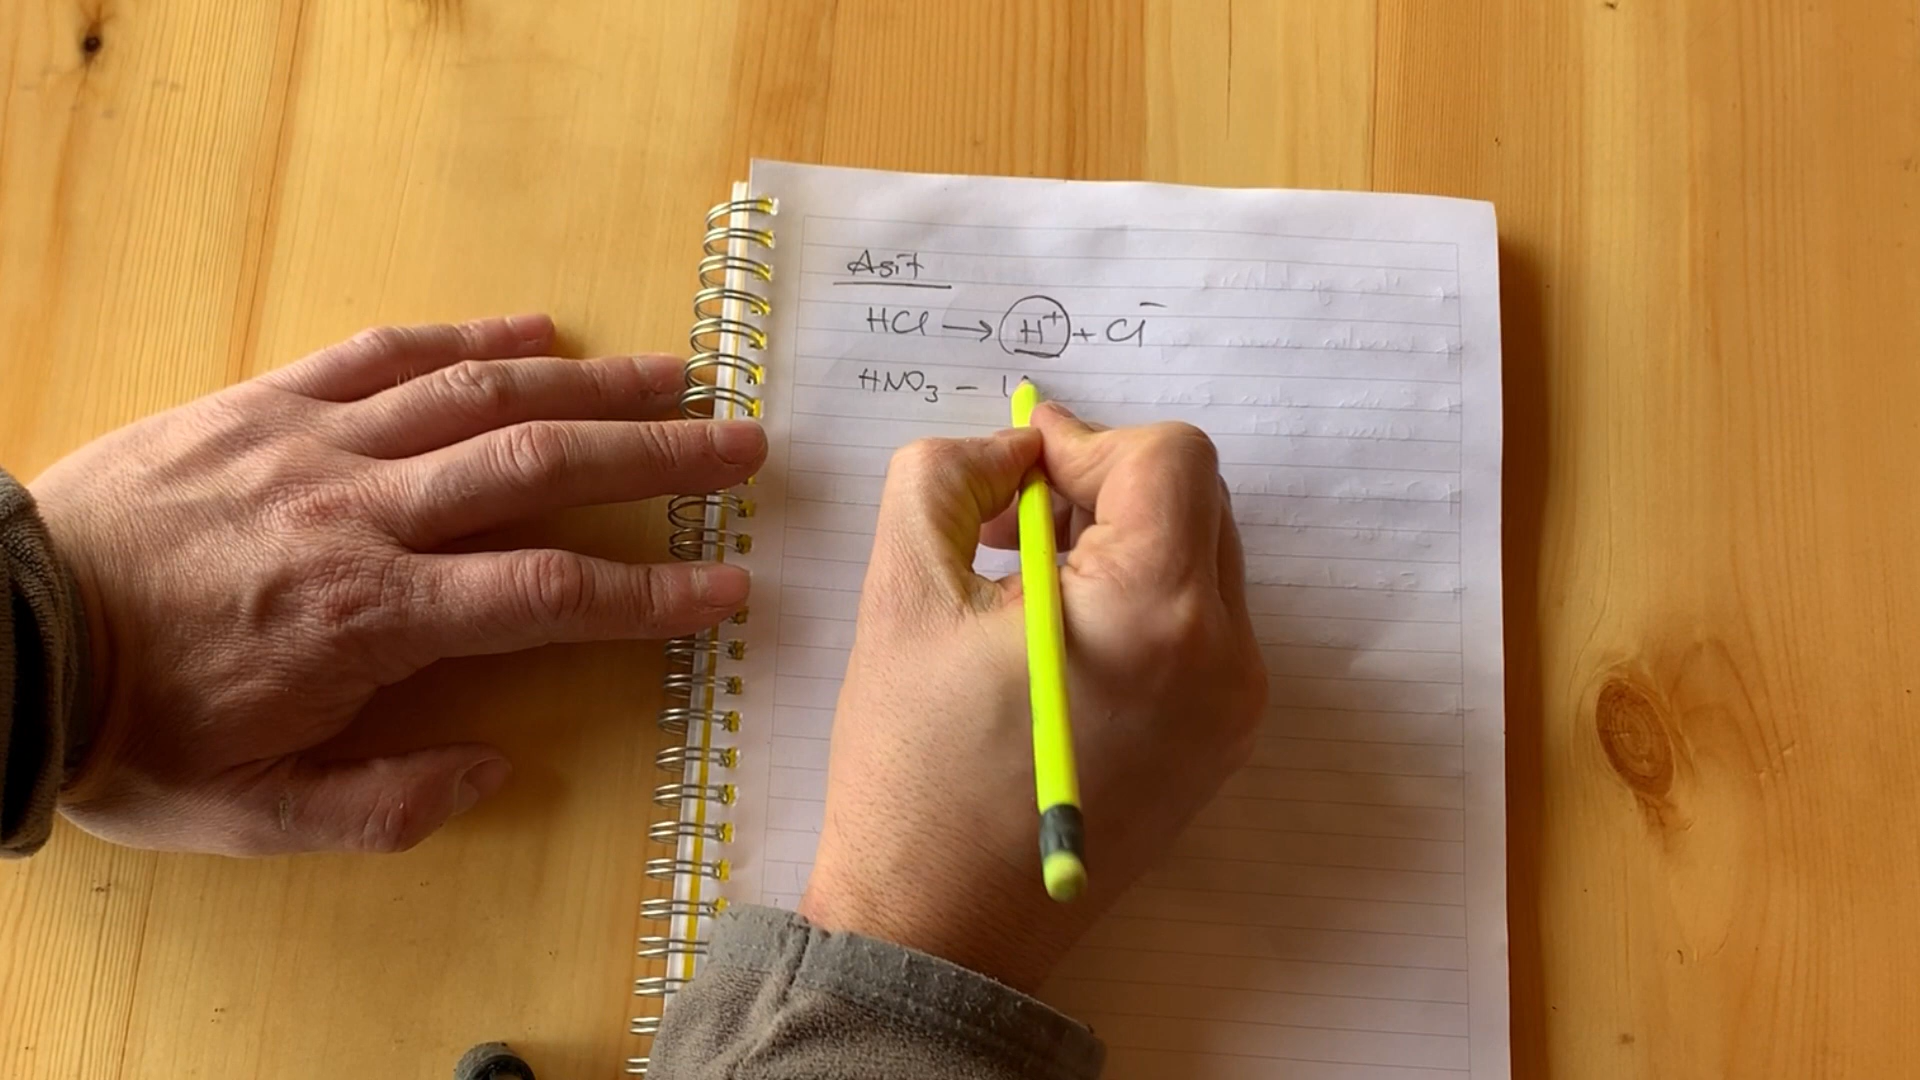 Asit
HCl → H⁺ + Cl⁻
HNO₃ –